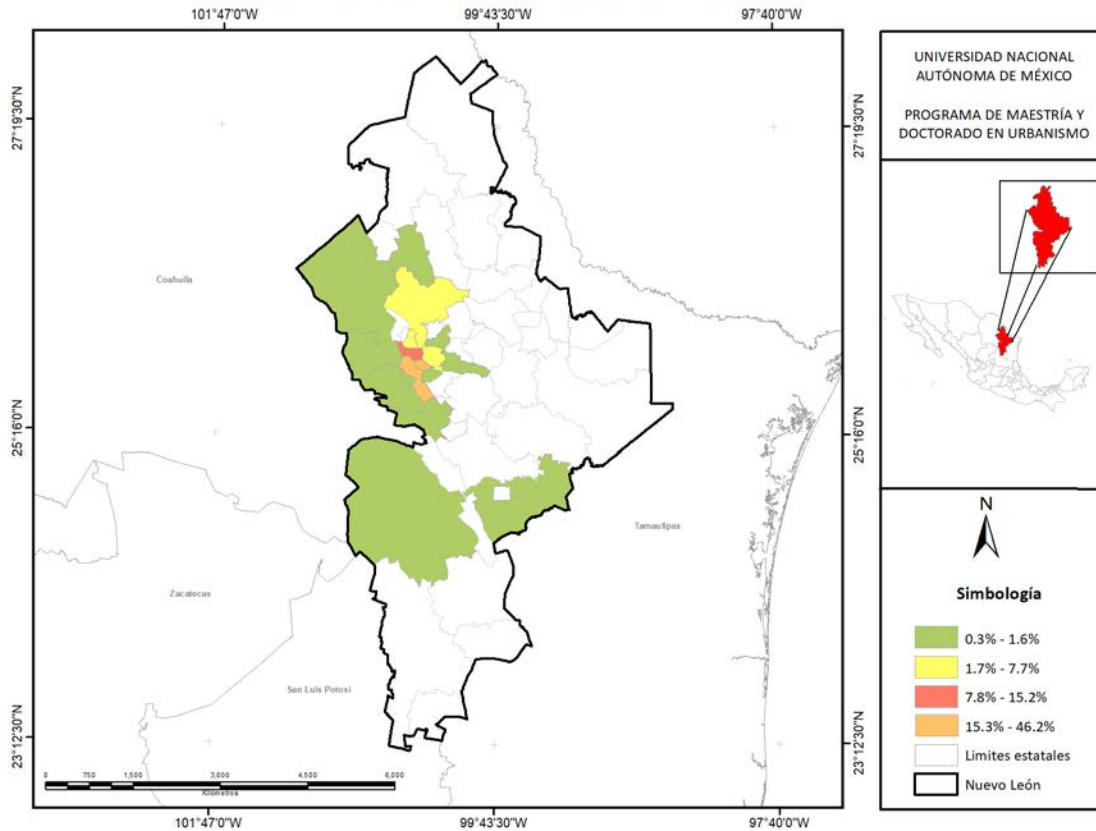 101°47'0"W
99°43'30"W
97°40'0"W
27°19'30"N
27°19'30"N
25°16'0"N
25°16'0"N
23°12'30"N
23°12'30"N
Coahuila
Tamaulipas
Zacatecas
San Luis Potosí
0 750 1,500 3,000 4,500 6,000
Kilómetros
101°47'0"W
99°43'30"W
97°40'0"W
UNIVERSIDAD NACIONAL
AUTÓNOMA DE MÉXICO
PROGRAMA DE MAESTRÍA Y
DOCTORADO EN URBANISMO
N
Simbología
0.3% - 1.6%
1.7% - 7.7%
7.8% - 15.2%
15.3% - 46.2%
Limites estatales
Nuevo León